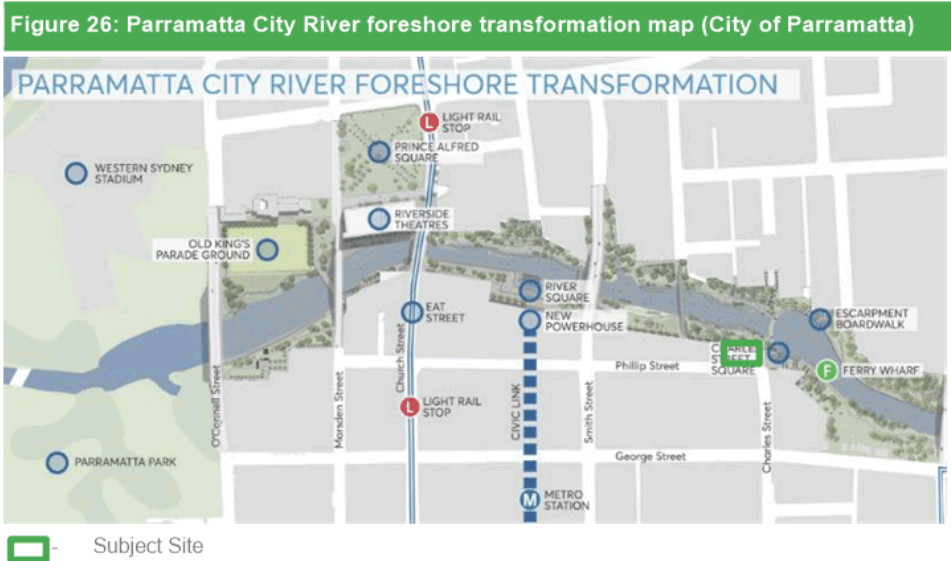 Figure 26: Parramatta City River foreshore transformation map (City of Parramatta)
PARRAMATTA CITY RIVER FORESHORE TRANSFORMATION
L LIGHT RAIL
STOP
PRINCE ALFRED
SQUARE
WESTERN SYDNEY
STADIUM
RIVERSIDE
THEATRES
OLD KING'S
PARADE GROUND
RIVER
SQUARE
EAT
STREET
NEW
POWERHOUSE
ESCARPMENT
BOARDWALK
CHARLES
STREET
SQUARE
F FERRY WHARF
Phillip Street
O'Connell Street
Marsden Street
Church Street
L LIGHT RAIL
STOP
CIVIC LINK
Smith Street
Charles Street
George Street
PARRAMATTA PARK
M METRO
STATION
- Subject Site